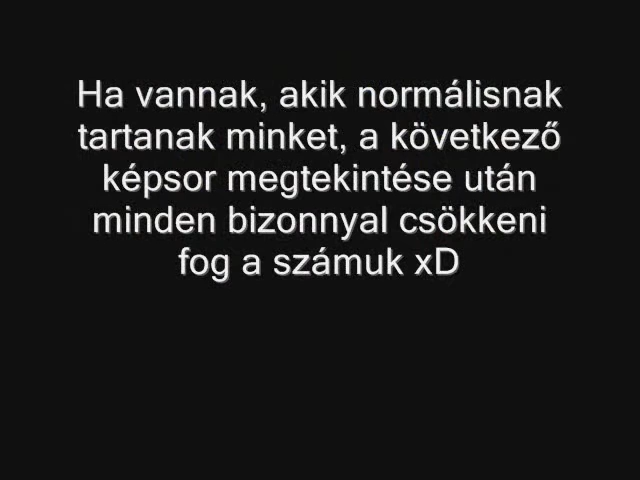 Ha vannak, akik normálisnak
tartanak minket, a következő
képsor megtekintése után
minden bizonnyal csökkeni
fog a számuk xD